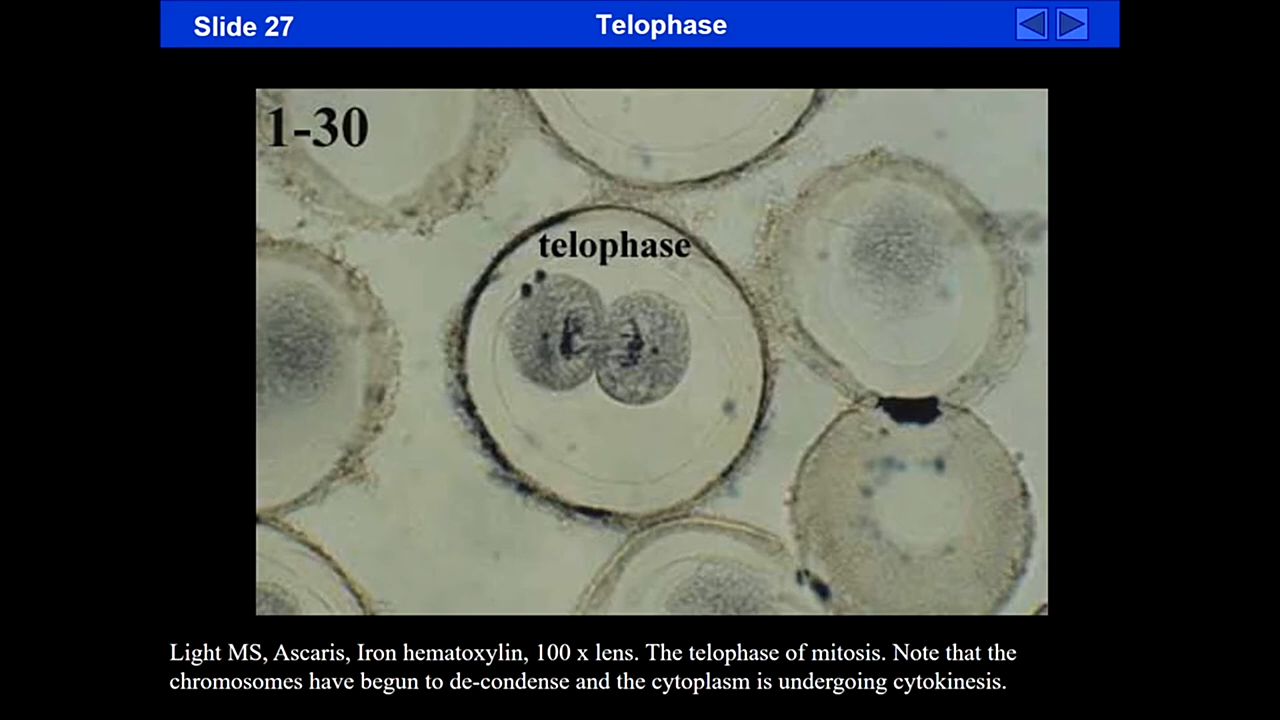 Slide 27
Telophase
1-30
telophase
Light MS, Ascaris, Iron hematoxylin, 100 x lens. The telophase of mitosis. Note that the
chromosomes have begun to de-condense and the cytoplasm is undergoing cytokinesis.